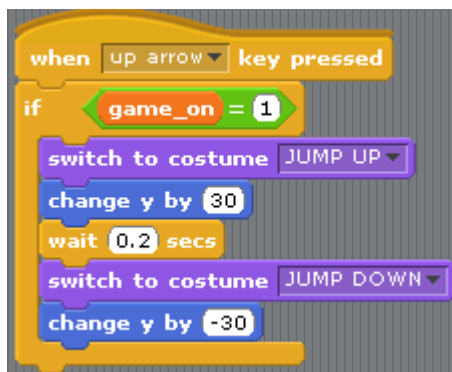 when up arrow key pressed
if game_on = 1
switch to costume JUMP UP
change y by 30
wait 0.2 secs
switch to costume JUMP DOWN
change y by -30